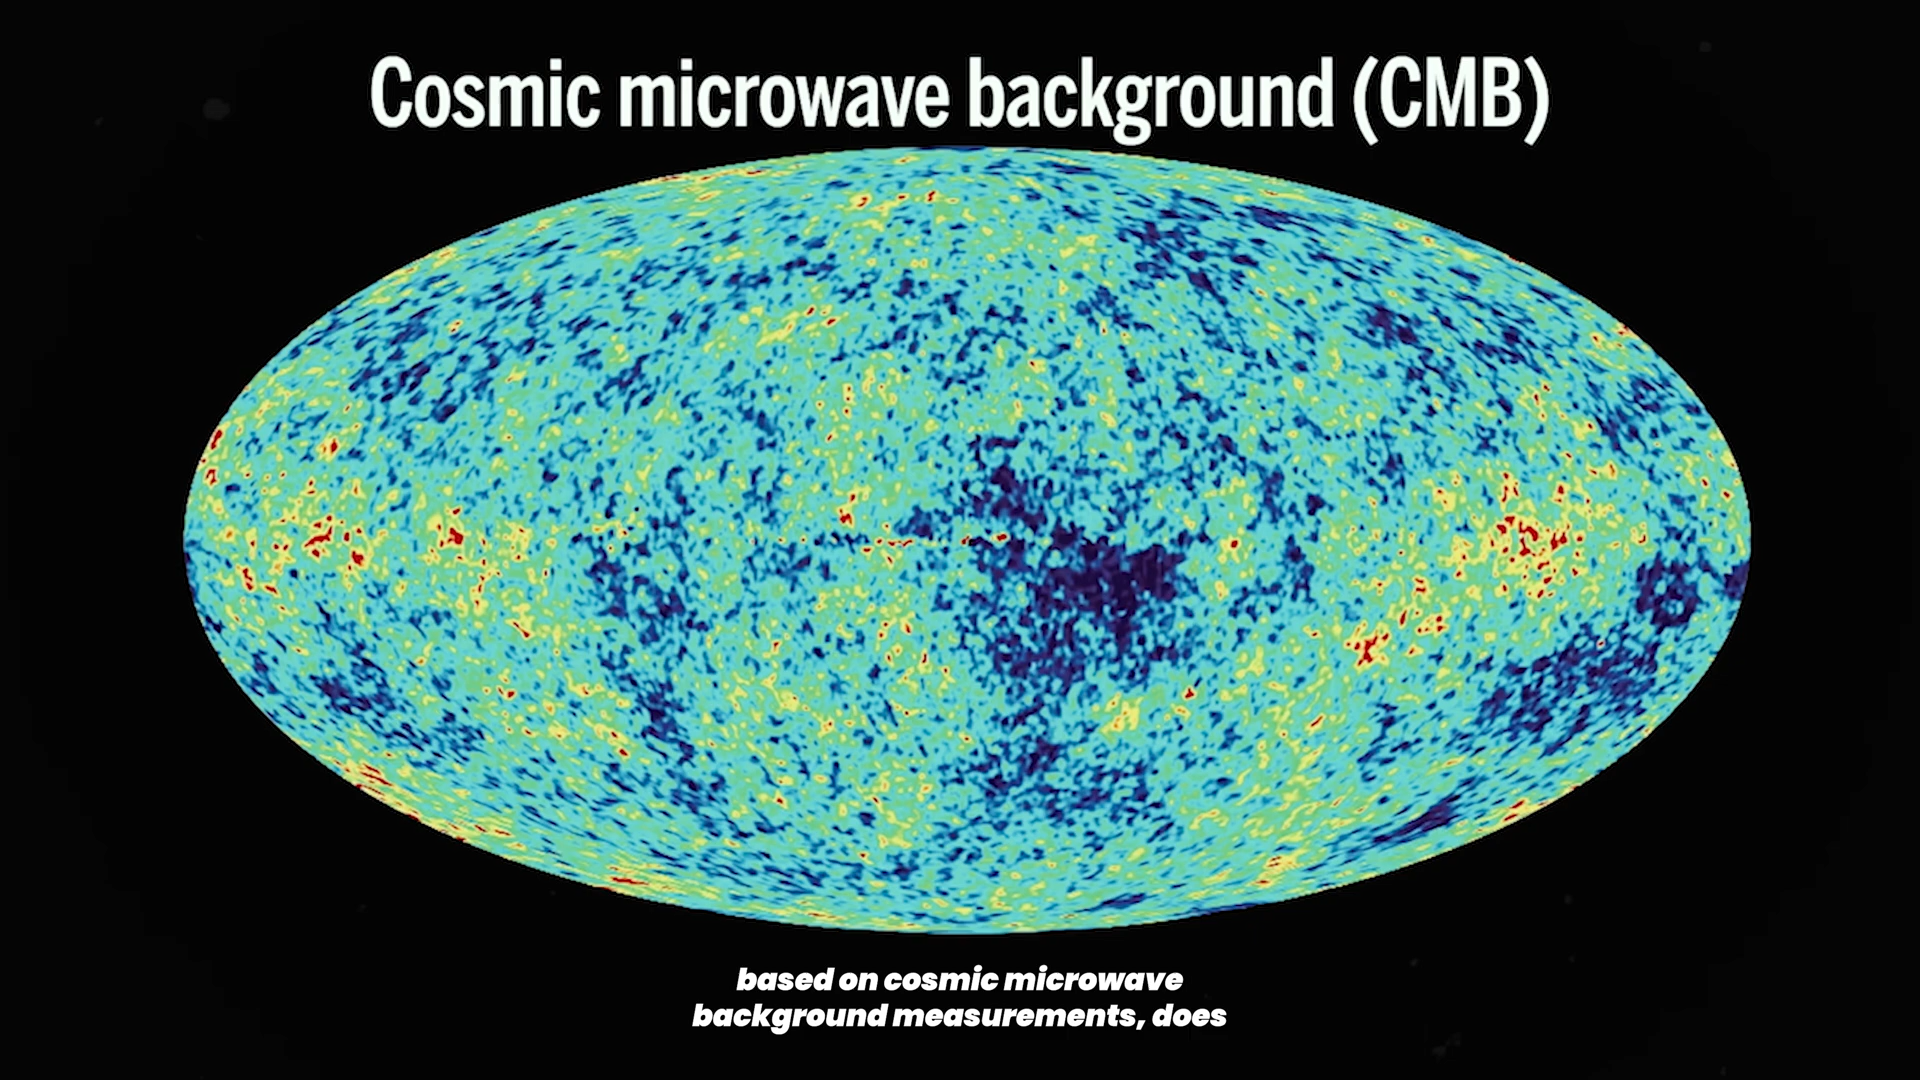 Cosmic microwave background (CMB)
based on cosmic microwave
background measurements, does